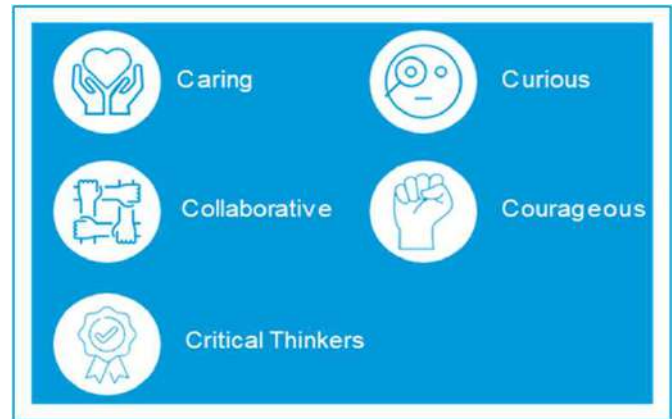 Caring
Curious
Collaborative
Courageous
Critical Thinkers